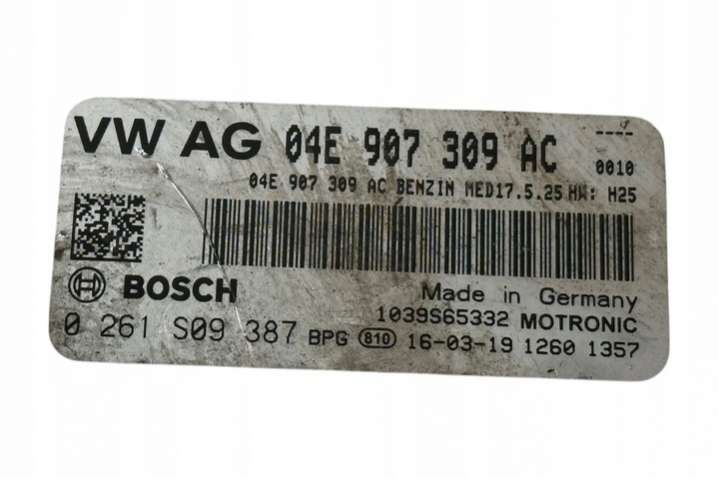 VW AG 04E 907 309 AC ---- 0010
04E 907 309 AC BENZIN MED17.5.25 HW: H25
BOSCH
Made in Germany
1039S65332 MOTRONIC
0 261 S09 387 BPG 810 16-03-19 1260 1357